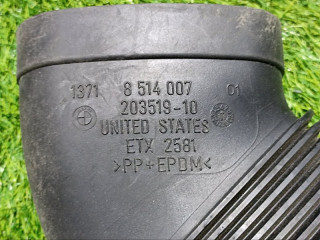 1371 8 514 007 01
203519-10
UNITED STATES
ETX 2581
>PP+EPDM<